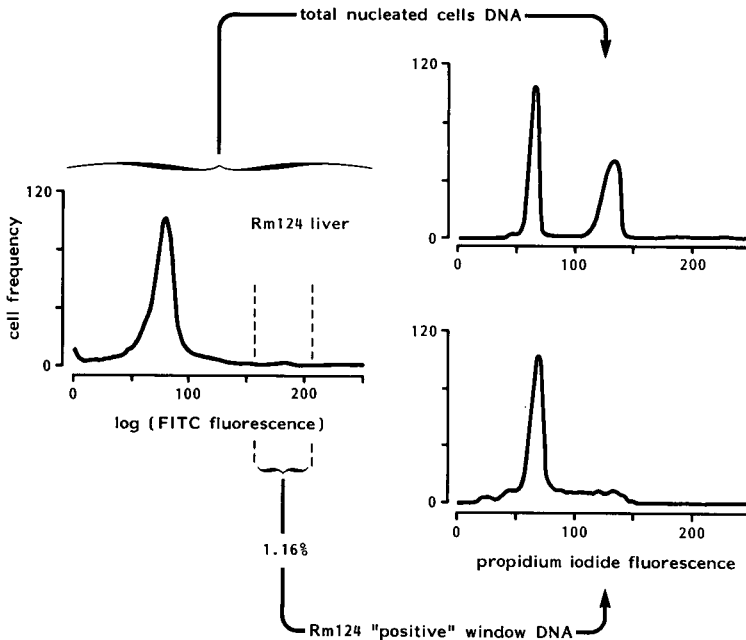 total nucleated cells DNA
120
0
0 100 200
120
Rm124 liver
cell frequency
0
0 100 200
log (FITC fluorescence)
120
0
0 100 200
1.16%
propidium iodide fluorescence
Rm124 "positive" window DNA